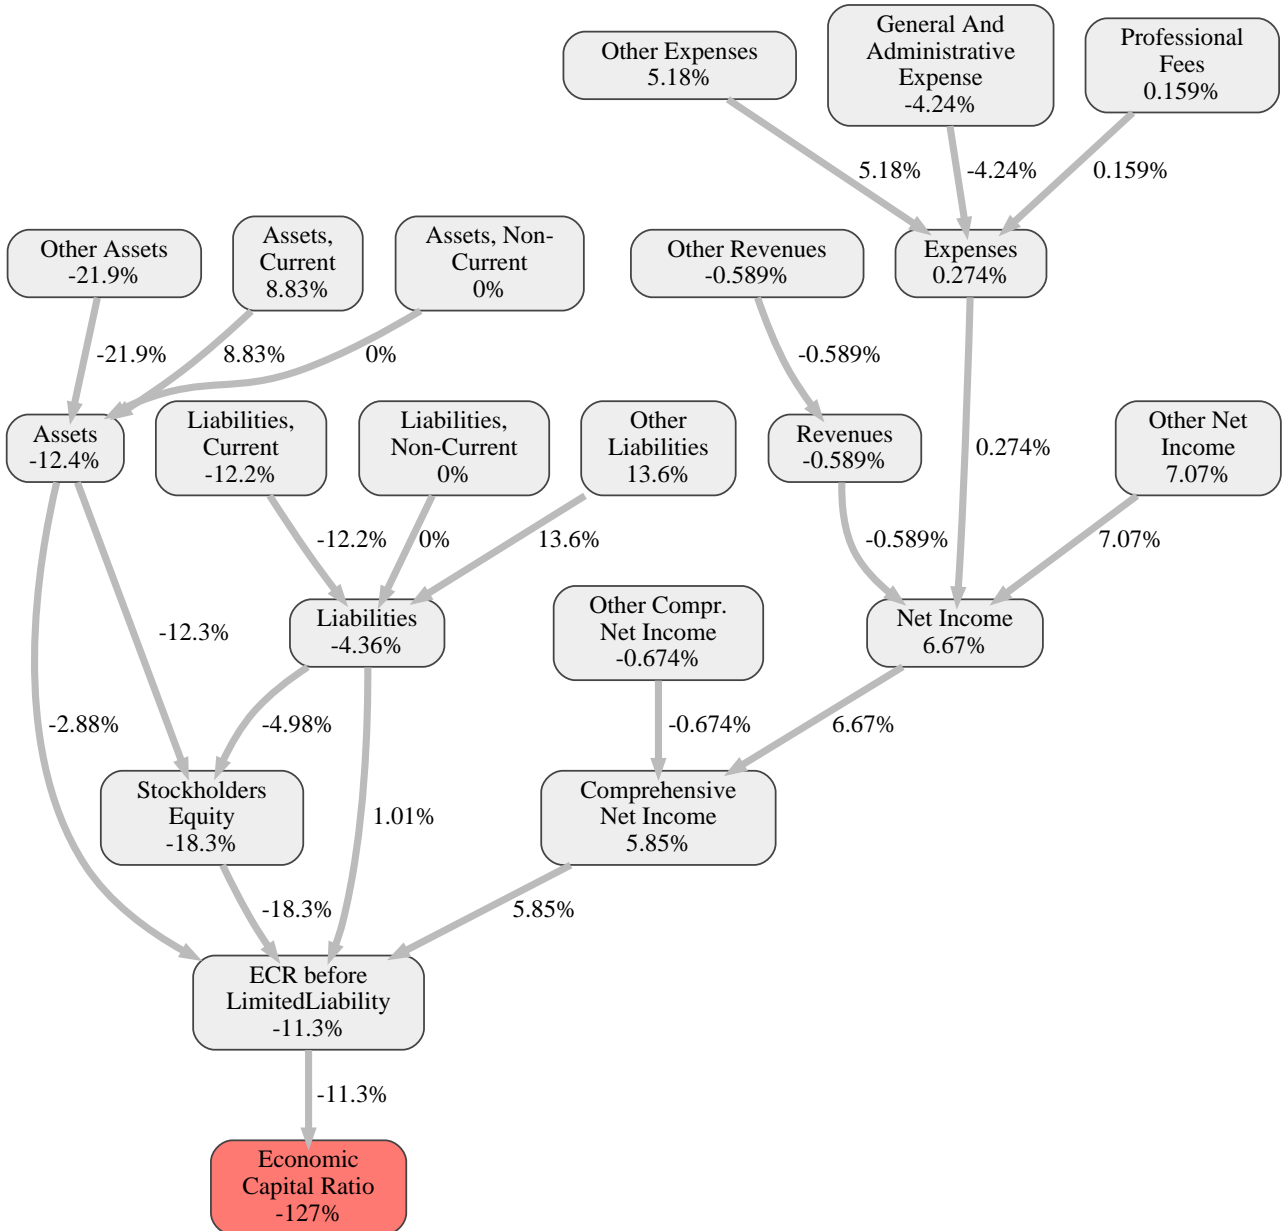 Other Expenses
5.18%
General And
Administrative
Expense
-4.24%
Professional
Fees
0.159%
5.18%
-4.24%
0.159%
Other Assets
-21.9%
Assets,
Current
8.83%
Assets, Non-
Current
0%
Other Revenues
-0.589%
Expenses
0.274%
-21.9%
8.83%
0%
-0.589%
Assets
-12.4%
Liabilities,
Current
-12.2%
Liabilities,
Non-Current
0%
Other
Liabilities
13.6%
Revenues
-0.589%
0.274%
Other Net
Income
7.07%
-12.2%
0%
13.6%
-0.589%
7.07%
-12.3%
Liabilities
-4.36%
Other Compr.
Net Income
-0.674%
Net Income
6.67%
-2.88%
-4.98%
-0.674%
6.67%
Stockholders
Equity
-18.3%
1.01%
Comprehensive
Net Income
5.85%
-18.3%
5.85%
ECR before
LimitedLiability
-11.3%
-11.3%
Economic
Capital Ratio
-127%